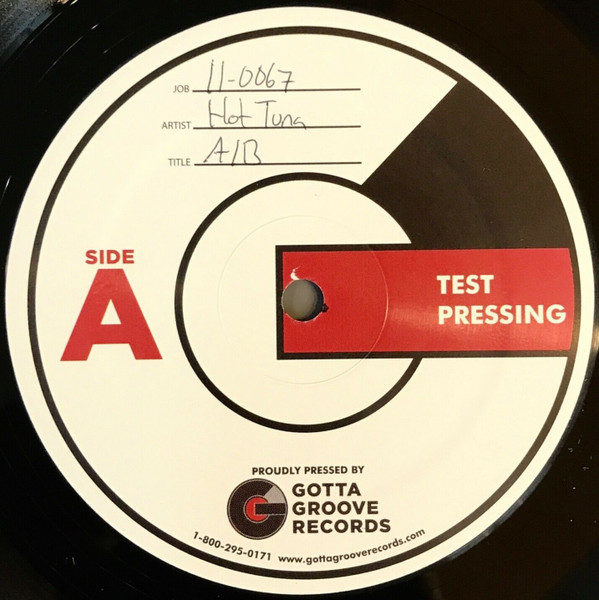 JOB 11-0067
ARTIST Hot Tuna
TITLE A/B
SIDE
A
TEST
PRESSING
PROUDLY PRESSED BY
GOTTA
GROOVE
RECORDS
1-800-295-0171 www.gottagrooverecords.com